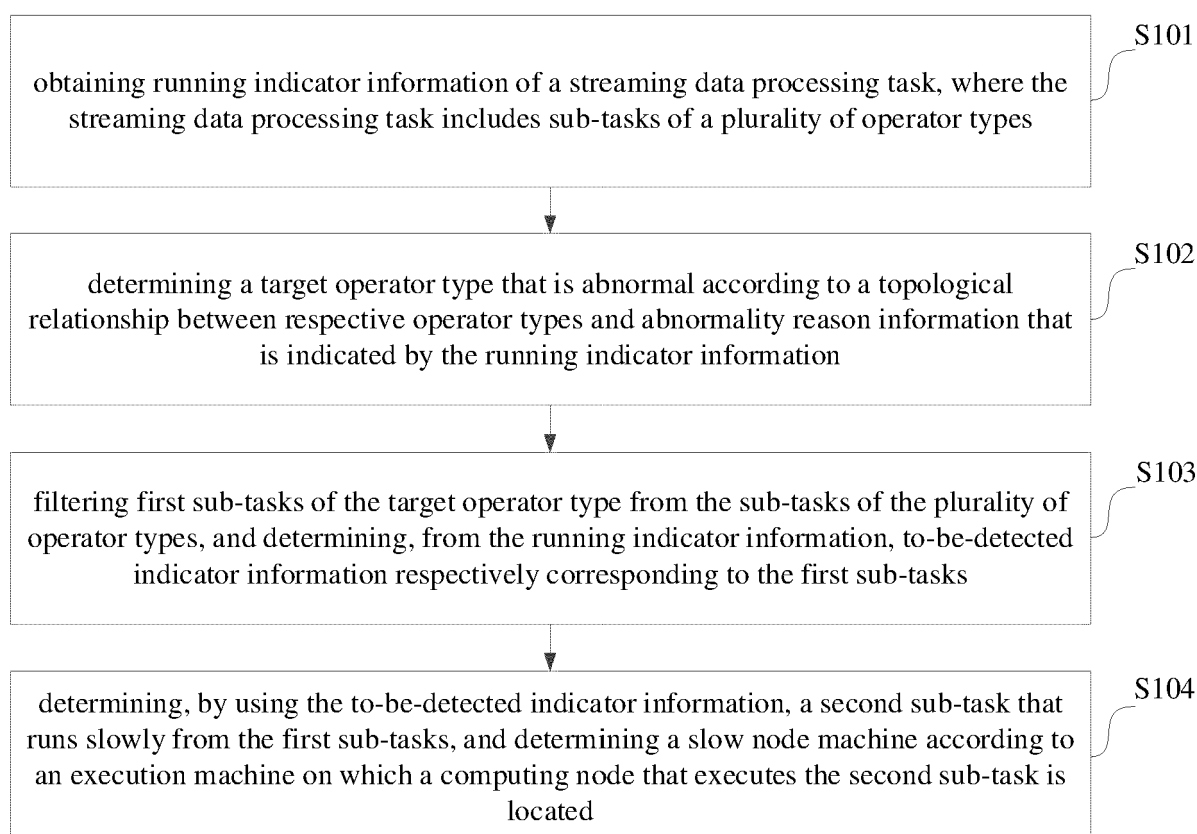 S101
obtaining running indicator information of a streaming data processing task, where the
streaming data processing task includes sub-tasks of a plurality of operator types
S102
determining a target operator type that is abnormal according to a topological
relationship between respective operator types and abnormality reason information that
is indicated by the running indicator information
S103
filtering first sub-tasks of the target operator type from the sub-tasks of the plurality of
operator types, and determining, from the running indicator information, to-be-detected
indicator information respectively corresponding to the first sub-tasks
S104
determining, by using the to-be-detected indicator information, a second sub-task that
runs slowly from the first sub-tasks, and determining a slow node machine according to
an execution machine on which a computing node that executes the second sub-task is
located